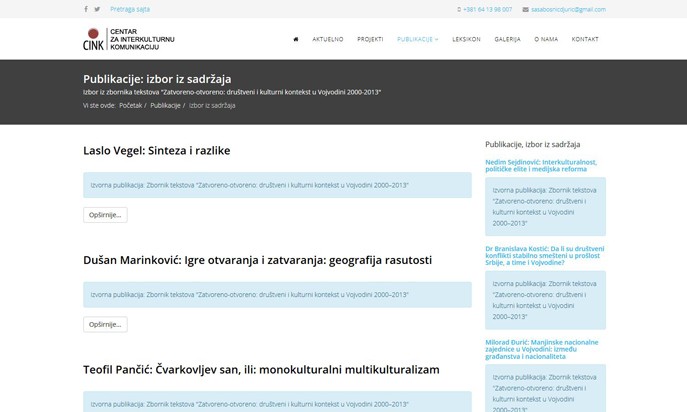 Pretraga sajta
+381 64 13 98 007
sasabosnicdjuric@gmail.com
CINK
CENTAR
ZA INTERKULTURNU
KOMUNIKACIJU
AKTUELNO
PROJEKTI
PUBLIKACIJE
LEKSIKON
GALERIJA
O NAMA
KONTAKT
Publikacije: izbor iz sadržaja
Izbor iz zbornika tekstova "Zatvoreno-otvoreno: društveni i kulturni kontekst u Vojvodini 2000-2013"
Vi ste ovde: Početak / Publikacije / Izbor iz sadržaja
Laslo Vegel: Sinteza i razlike
Izvorna publikacija: Zbornik tekstova "Zatvoreno-otvoreno: društveni i kulturni kontekst u Vojvodini 2000–2013"
Opširnije...
Dušan Marinković: Igre otvaranja i zatvaranja: geografija rasutosti
Izvorna publikacija: Zbornik tekstova "Zatvoreno-otvoreno: društveni i kulturni kontekst u Vojvodini 2000–2013"
Opširnije...
Teofil Pančić: Čvarkovljev san, ili: monokulturalni multikulturalizam
Izvorna publikacija: Zbornik tekstova "Zatvoreno-otvoreno: društveni i kulturni kontekst u Vojvodini 2000–2013"
Publikacije, izbor iz sadržaja
Nedim Sejdinović: Interkulturalnost,
političke elite i medijska reforma
Izvorna publikacija: Zbornik tekstova
"Zatvoreno-otvoreno: društveni i
kulturni kontekst u Vojvodini
2000–2013"
Dr Branislava Kostić: Da li su društveni
konflikti stabilno smešteni u prošlost
Srbije, a time i Vojvodine?
Izvorna publikacija: Zbornik tekstova
"Zatvoreno-otvoreno: društveni i
kulturni kontekst u Vojvodini
2000–2013"
Milorad Đurić: Manjinske nacionalne
zajednice u Vojvodini: između
građanstva i nacionaliteta
Izvorna publikacija: Zbornik tekstova
"Zatvoreno-otvoreno: društveni i
kulturni kontekst u Vojvodini
2000–2013"